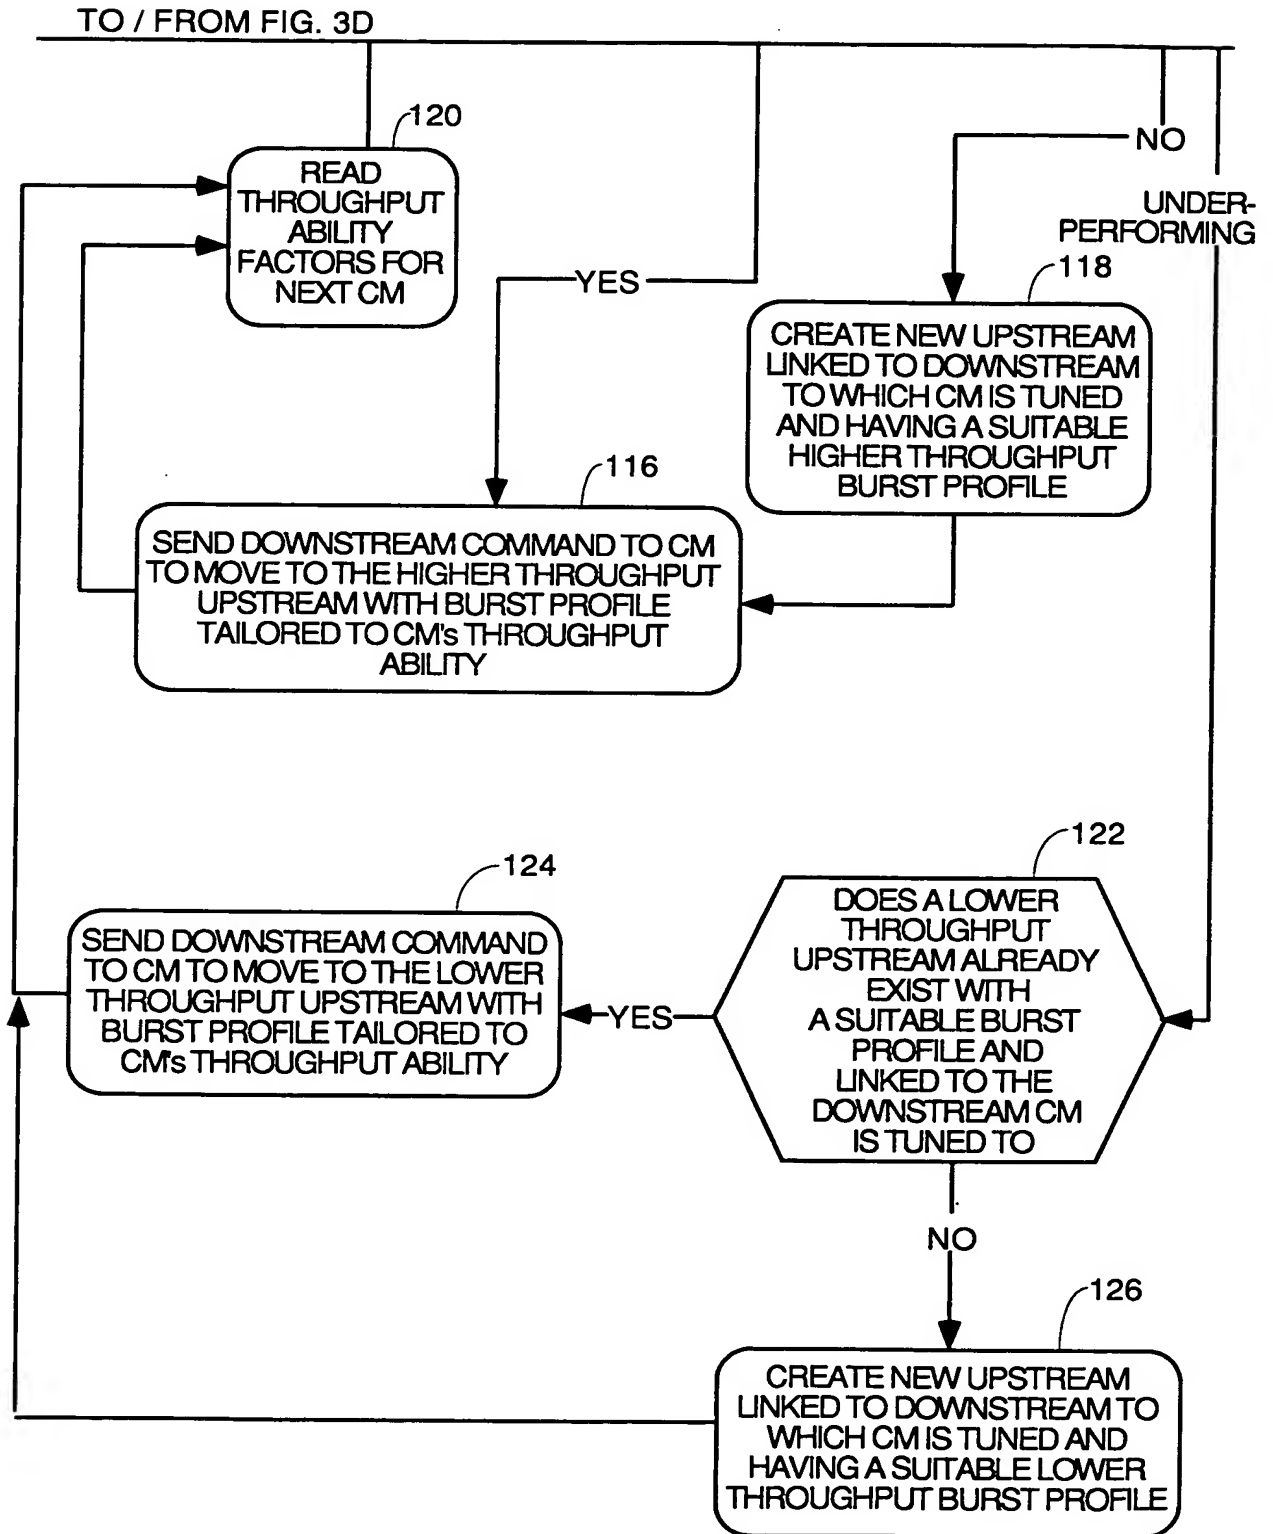 TO / FROM FIG. 3D
120
READ
THROUGHPUT
ABILITY
FACTORS FOR
NEXT CM
NO
UNDER-
PERFORMING
YES
118
CREATE NEW UPSTREAM
LINKED TO DOWNSTREAM
TO WHICH CM IS TUNED
AND HAVING A SUITABLE
HIGHER THROUGHPUT
BURST PROFILE
116
SEND DOWNSTREAM COMMAND TO CM
TO MOVE TO THE HIGHER THROUGHPUT
UPSTREAM WITH BURST PROFILE
TAILORED TO CM's THROUGHPUT
ABILITY
122
DOES A LOWER
THROUGHPUT
UPSTREAM ALREADY
EXIST WITH
A SUITABLE BURST
PROFILE AND
LINKED TO THE
DOWNSTREAM CM
IS TUNED TO
124
SEND DOWNSTREAM COMMAND
TO CM TO MOVE TO THE LOWER
THROUGHPUT UPSTREAM WITH
BURST PROFILE TAILORED TO
CM's THROUGHPUT ABILITY
YES
NO
126
CREATE NEW UPSTREAM
LINKED TO DOWNSTREAM TO
WHICH CM IS TUNED AND
HAVING A SUITABLE LOWER
THROUGHPUT BURST PROFILE